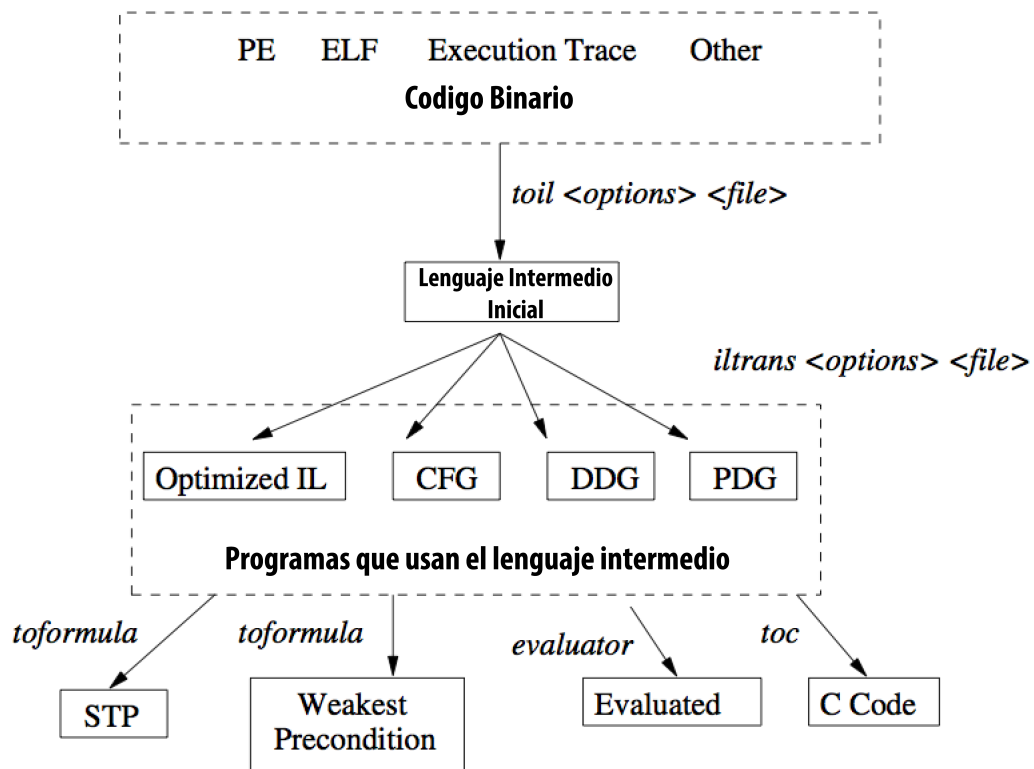 PE ELF Execution Trace Other
Codigo Binario
toil <options> <file>
Lenguaje Intermedio
Inicial
iltrans <options> <file>
Optimized IL CFG DDG PDG
Programas que usan el lenguaje intermedio
toformula toformula evaluator toc
STP
Weakest
Precondition
Evaluated
C Code